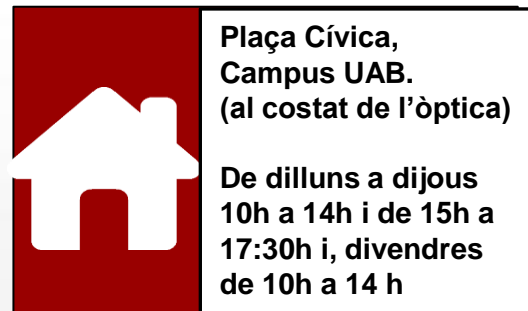 Plaça Cívica,
Campus UAB.
(al costat de l’òptica)
De dilluns a dijous
10h a 14h i de 15h a
17:30h i, divendres
de 10h a 14 h